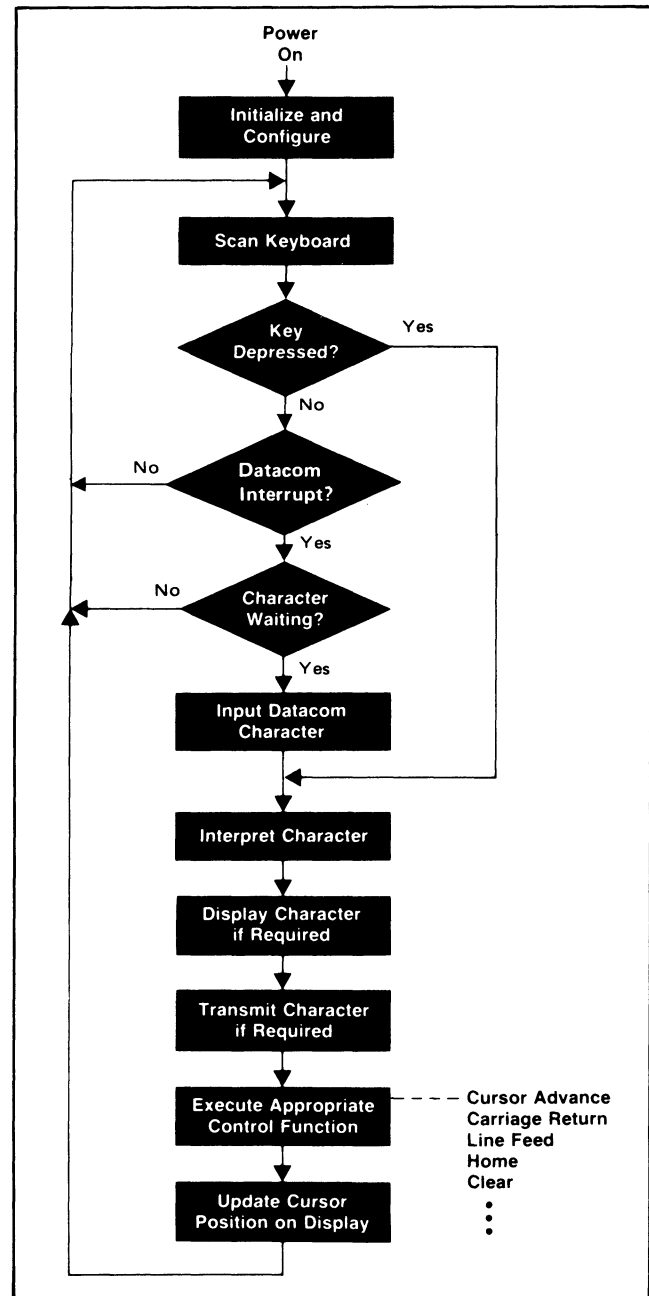 Power
On
Initialize and
Configure
Scan Keyboard
Key
Depressed?
Yes
No
Datacom
Interrupt?
No
Yes
Character
Waiting?
No
Yes
Input Datacom
Character
Interpret Character
Display Character
if Required
Transmit Character
if Required
Execute Appropriate
Control Function
Cursor Advance
Carriage Return
Line Feed
Home
Clear
Update Cursor
Position on Display